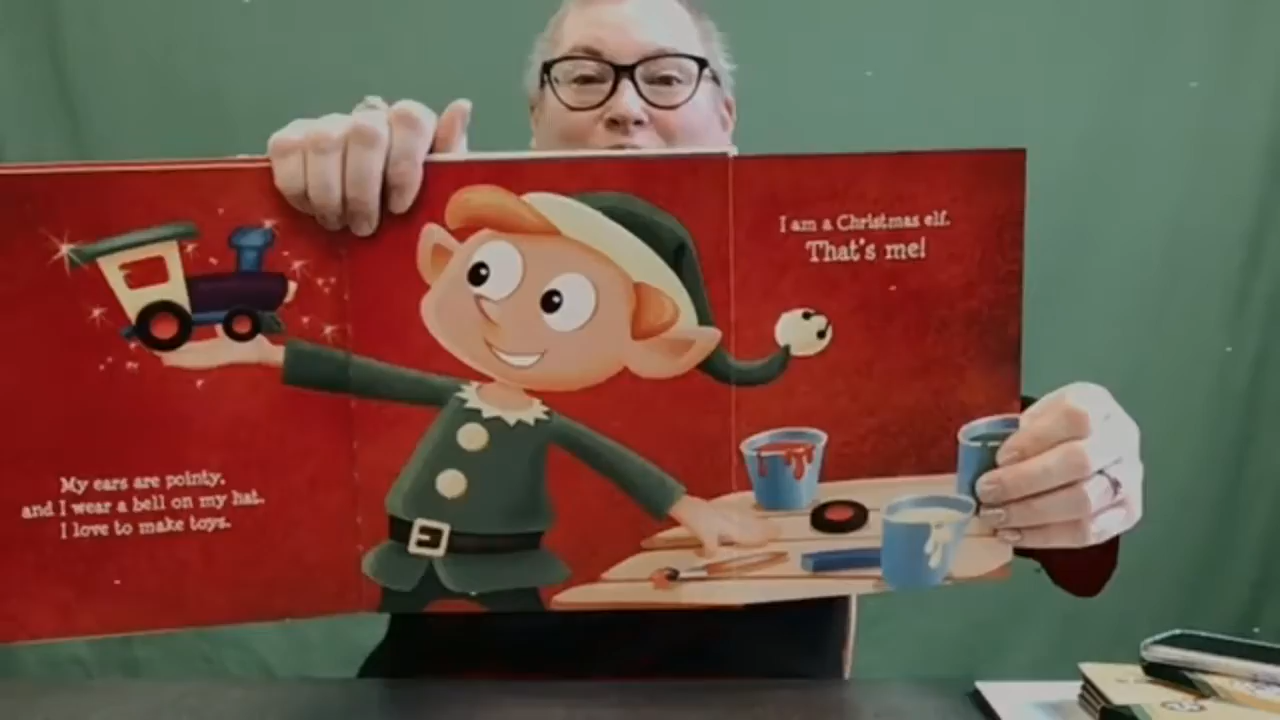 My ears are pointy,
and I wear a bell on my hat.
I love to make toys.
I am a Christmas elf.
That's me!